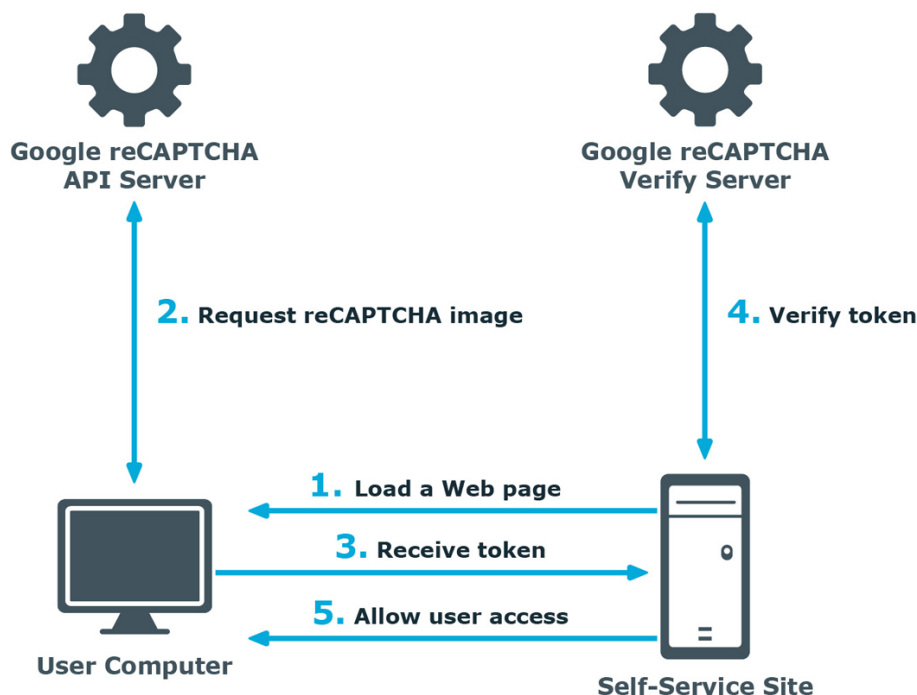 Google reCAPTCHA
API Server
Google reCAPTCHA
Verify Server
2. Request reCAPTCHA image
4. Verify token
1. Load a Web page
3. Receive token
5. Allow user access
User Computer
Self-Service Site